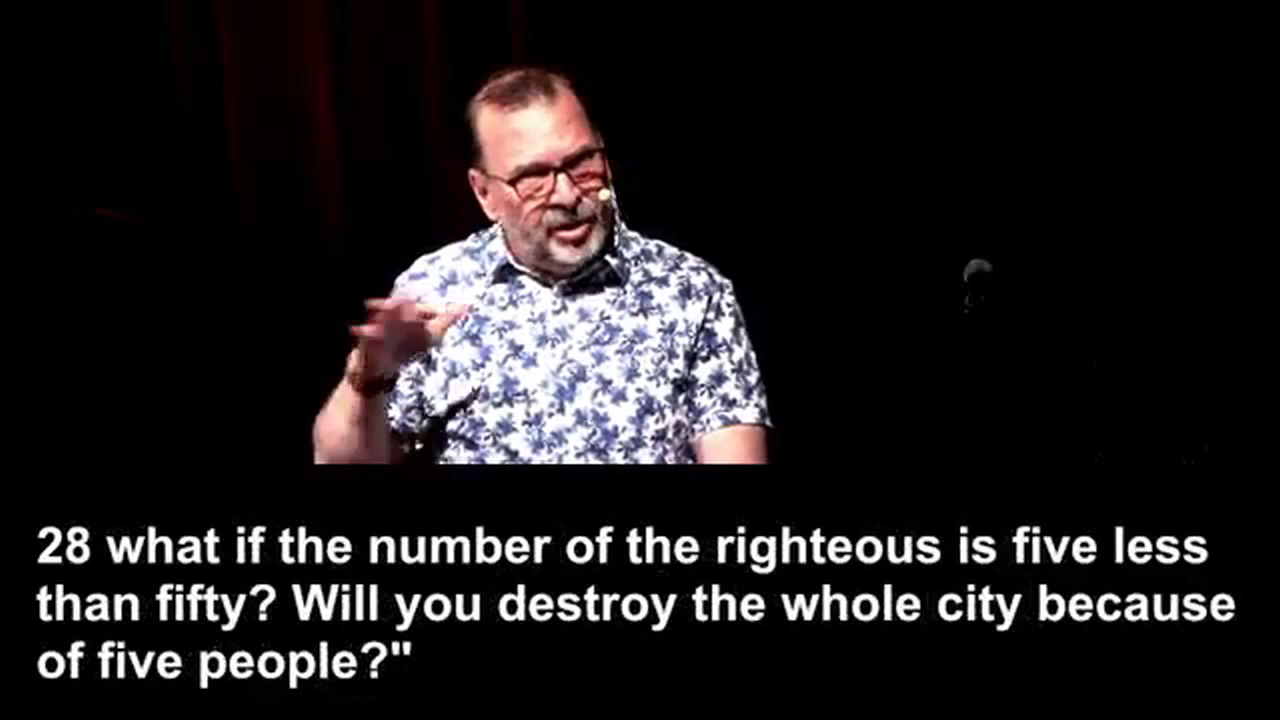 28 what if the number of the righteous is five less
than fifty? Will you destroy the whole city because
of five people?"